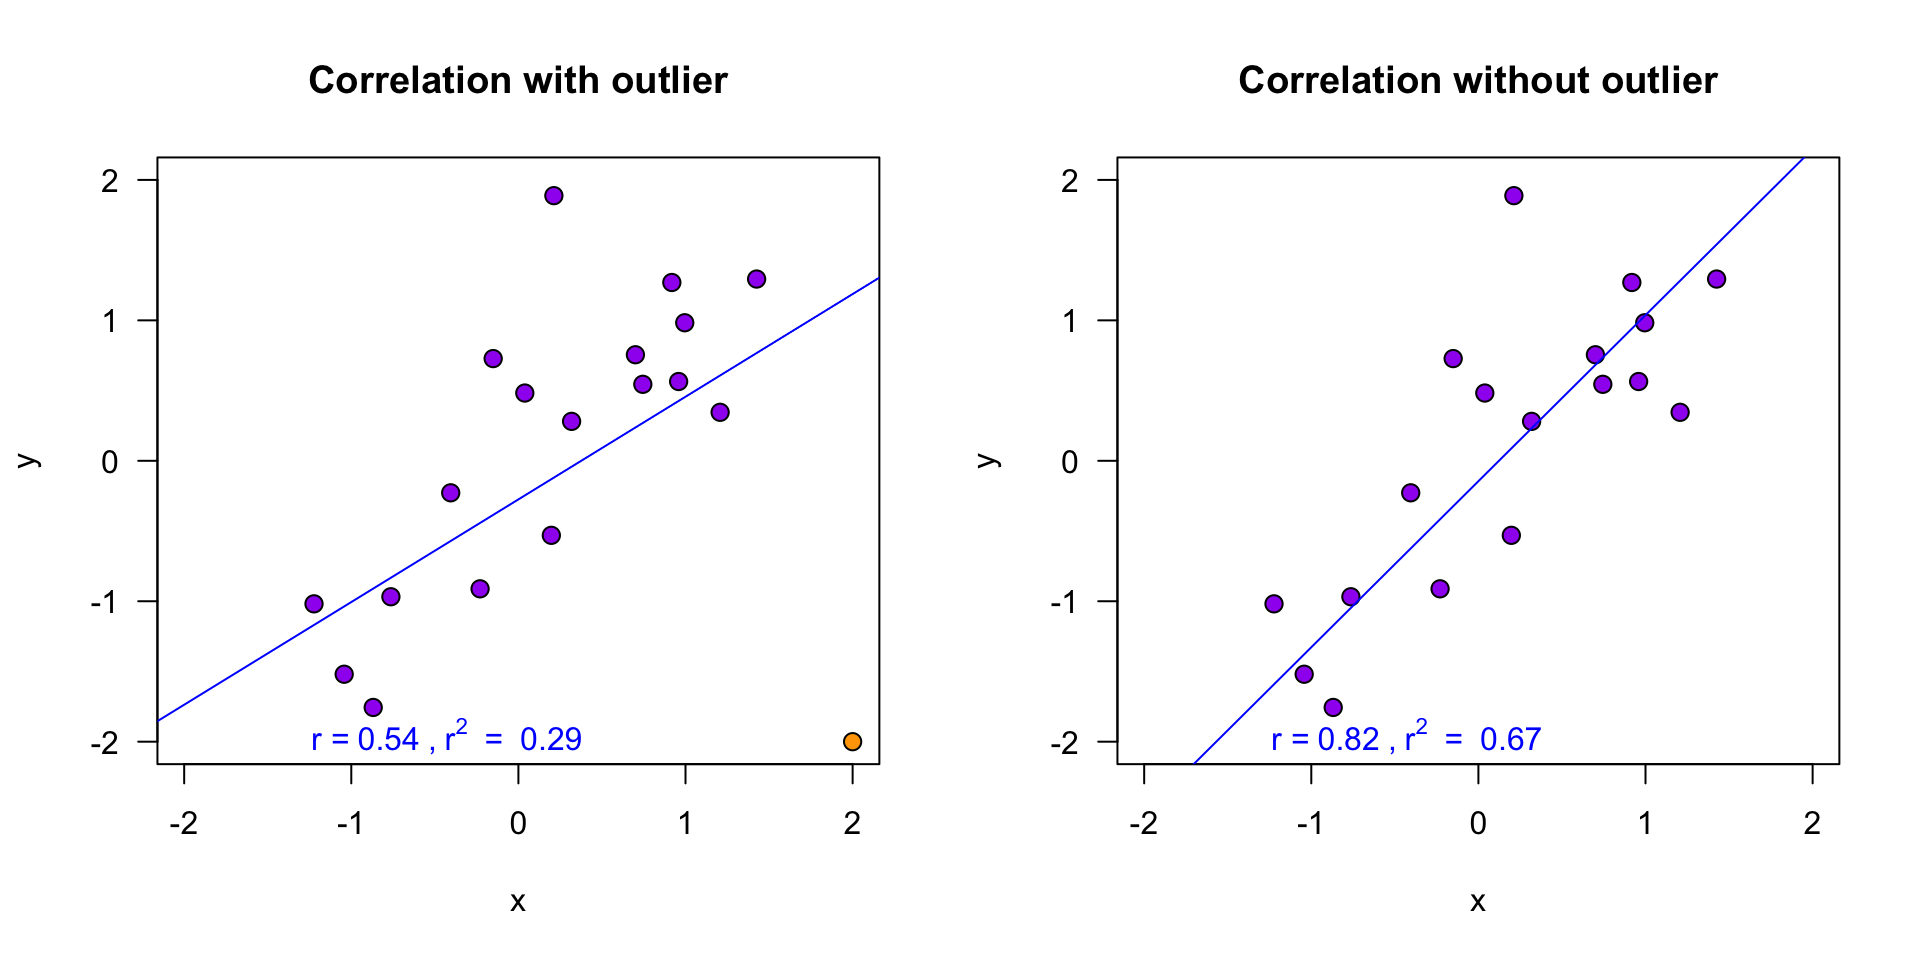 Correlation with outlier
2
1
0
-1
-2
y
r = 0.54 , r² = 0.29
-2 -1 0 1 2
x
Correlation without outlier
2
1
0
-1
-2
y
r = 0.82 , r² = 0.67
-2 -1 0 1 2
x